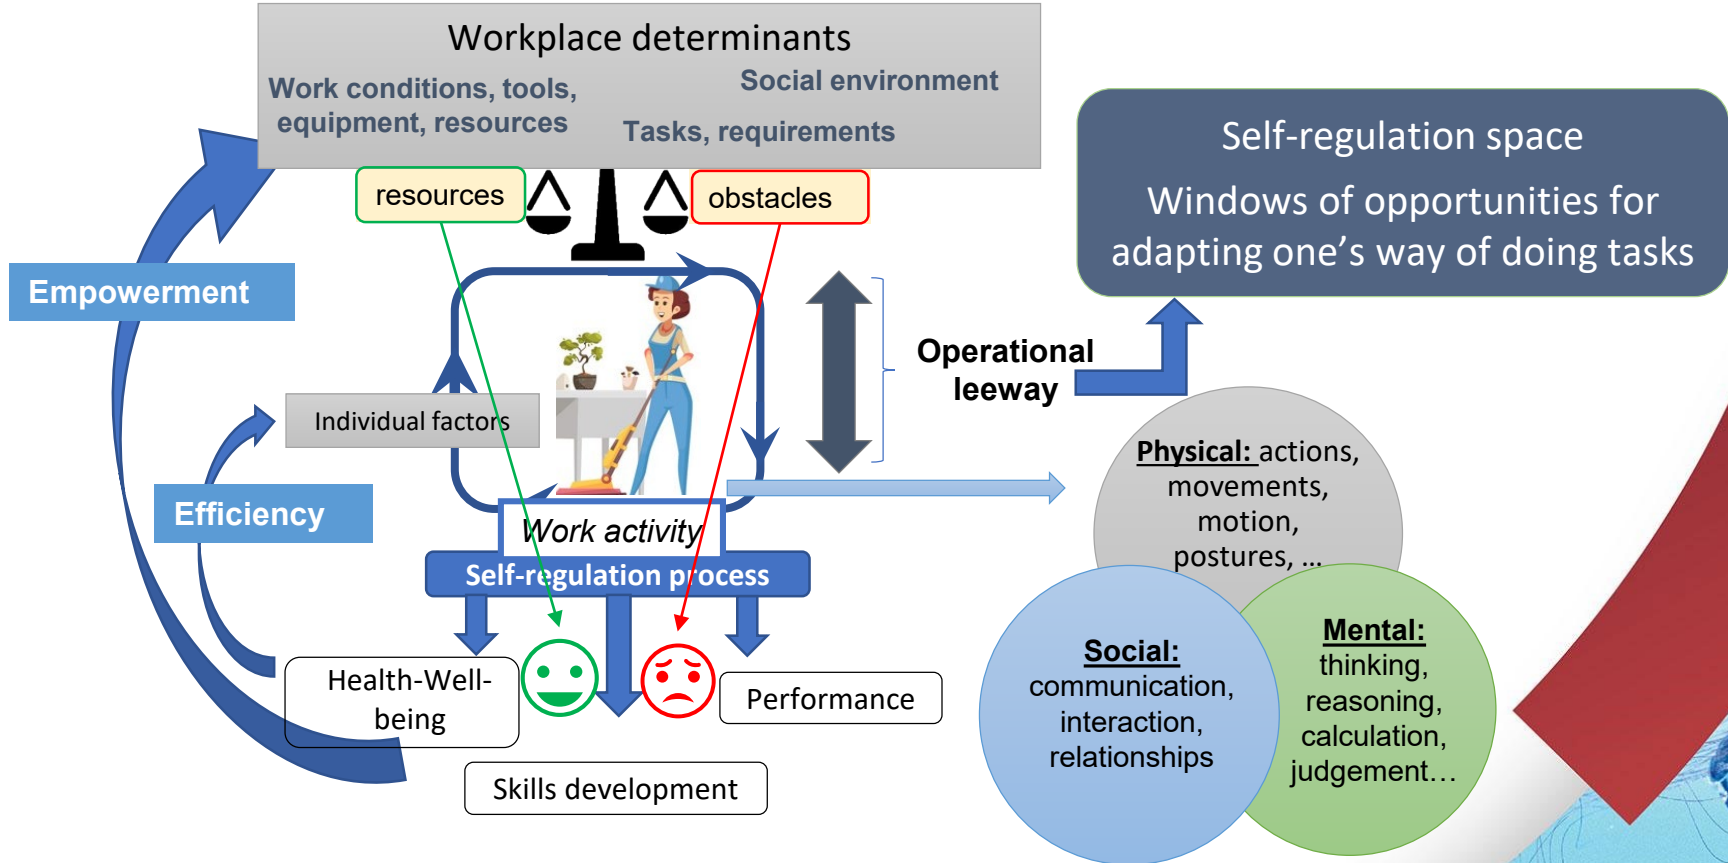 Workplace determinants
Work conditions, tools,
equipment, resources
Social environment
Tasks, requirements
resources
obstacles
Self-regulation space
Windows of opportunities for
adapting one’s way of doing tasks
Empowerment
Operational
leeway
Individual factors
Efficiency
Work activity
Self-regulation process
Health-Well-
being
Performance
Skills development
Physical: actions,
movements,
motion,
postures, ...
Social:
communication,
interaction,
relationships
Mental:
thinking,
reasoning,
calculation,
judgement…